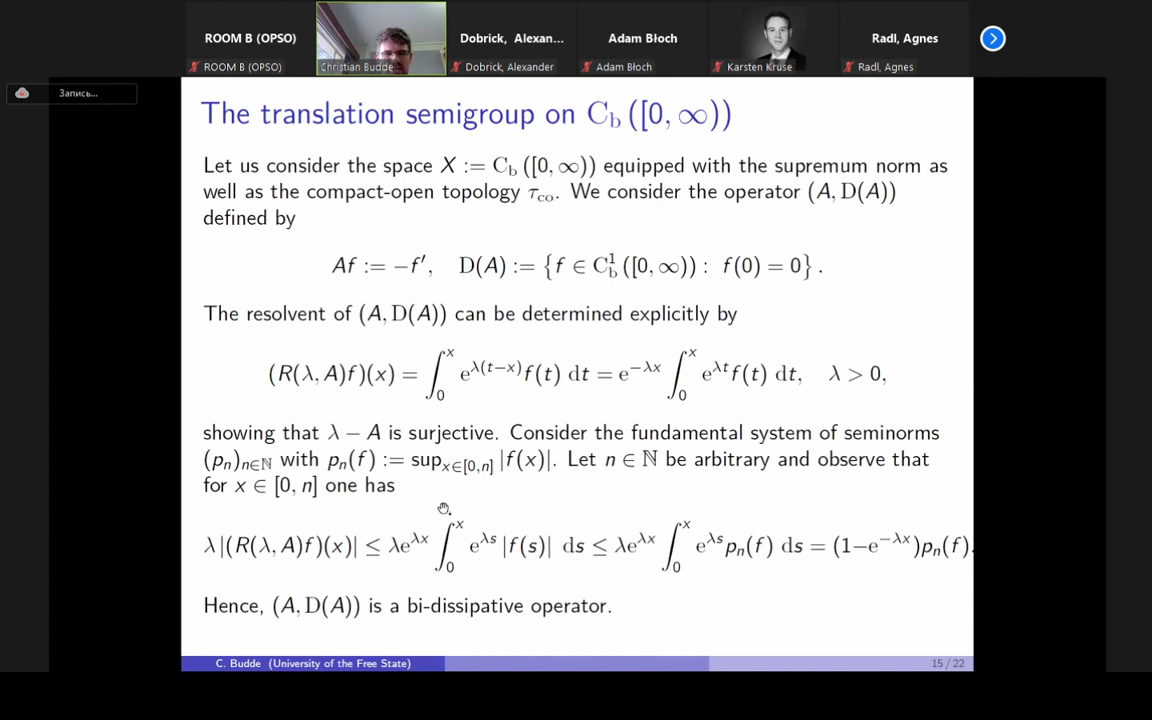 ROOM B (OPSO)
Dobrick, Alexan...
Adam Błoch
Radl, Agnes
ROOM B (OPSO)
Christian Budde
Dobrick, Alexander
Adam Błoch
Karsten Kruse
Radl, Agnes
Запись...
The translation semigroup on C_b([0, ∞))
Let us consider the space X := C_b([0, ∞)) equipped with the supremum norm as
well as the compact-open topology τ_co. We consider the operator (A, D(A))
defined by
Af := −f′, D(A) := {f ∈ C_b^1([0, ∞)) : f(0) = 0}.
The resolvent of (A, D(A)) can be determined explicitly by
(R(λ, A)f)(x) = ∫_0^x e^{λ(t−x)} f(t) dt = e^{−λx} ∫_0^x e^{λt} f(t) dt, λ > 0,
showing that λ − A is surjective. Consider the fundamental system of seminorms
(p_n)_{n∈ℕ} with p_n(f) := sup_{x∈[0,n]} |f(x)|. Let n ∈ ℕ be arbitrary and observe that
for x ∈ [0, n] one has
λ |(R(λ, A)f)(x)| ≤ λe^{λx} ∫_0^x e^{λs} |f(s)| ds ≤ λe^{λx} ∫_0^x e^{λs} p_n(f) ds = (1−e^{−λx})p_n(f).
Hence, (A, D(A)) is a bi-dissipative operator.
C. Budde (University of the Free State)
15 / 22